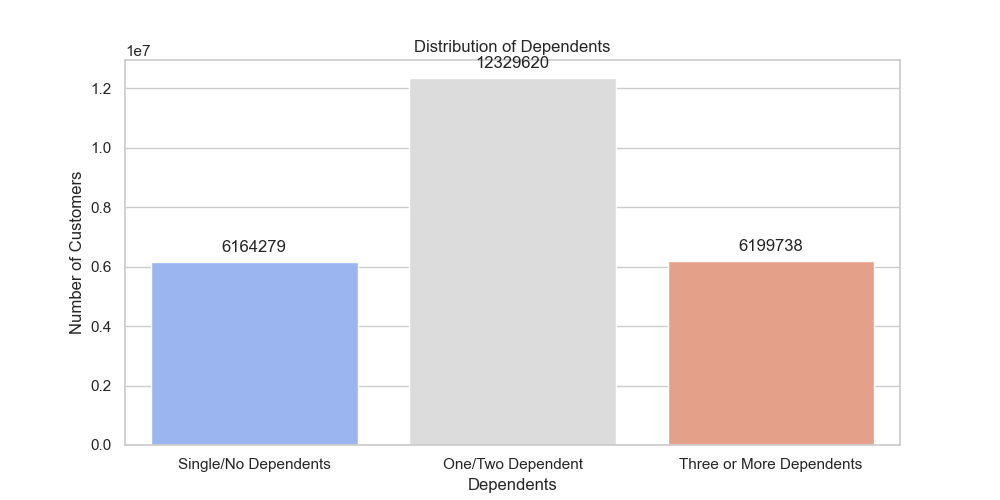 Distribution of Dependents
1e7
12329620
1.2
1.0
0.8
6164279
6199738
0.6
0.4
0.2
0.0
Number of Customers
Single/No Dependents
One/Two Dependent
Three or More Dependents
Dependents